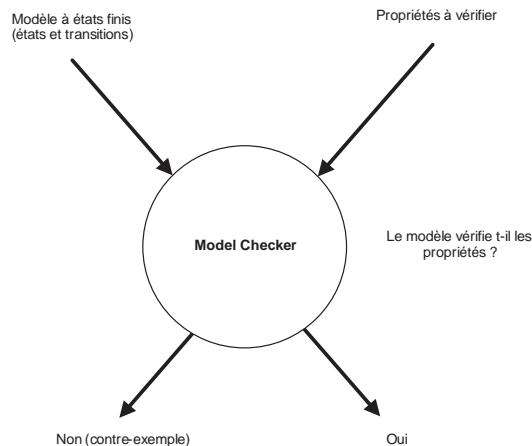 Modèle à états finis
(états et transitions)
Propriétés à vérifier
Model Checker
Le modèle vérifie t-il les
propriétés ?
Non (contre-exemple)
Oui